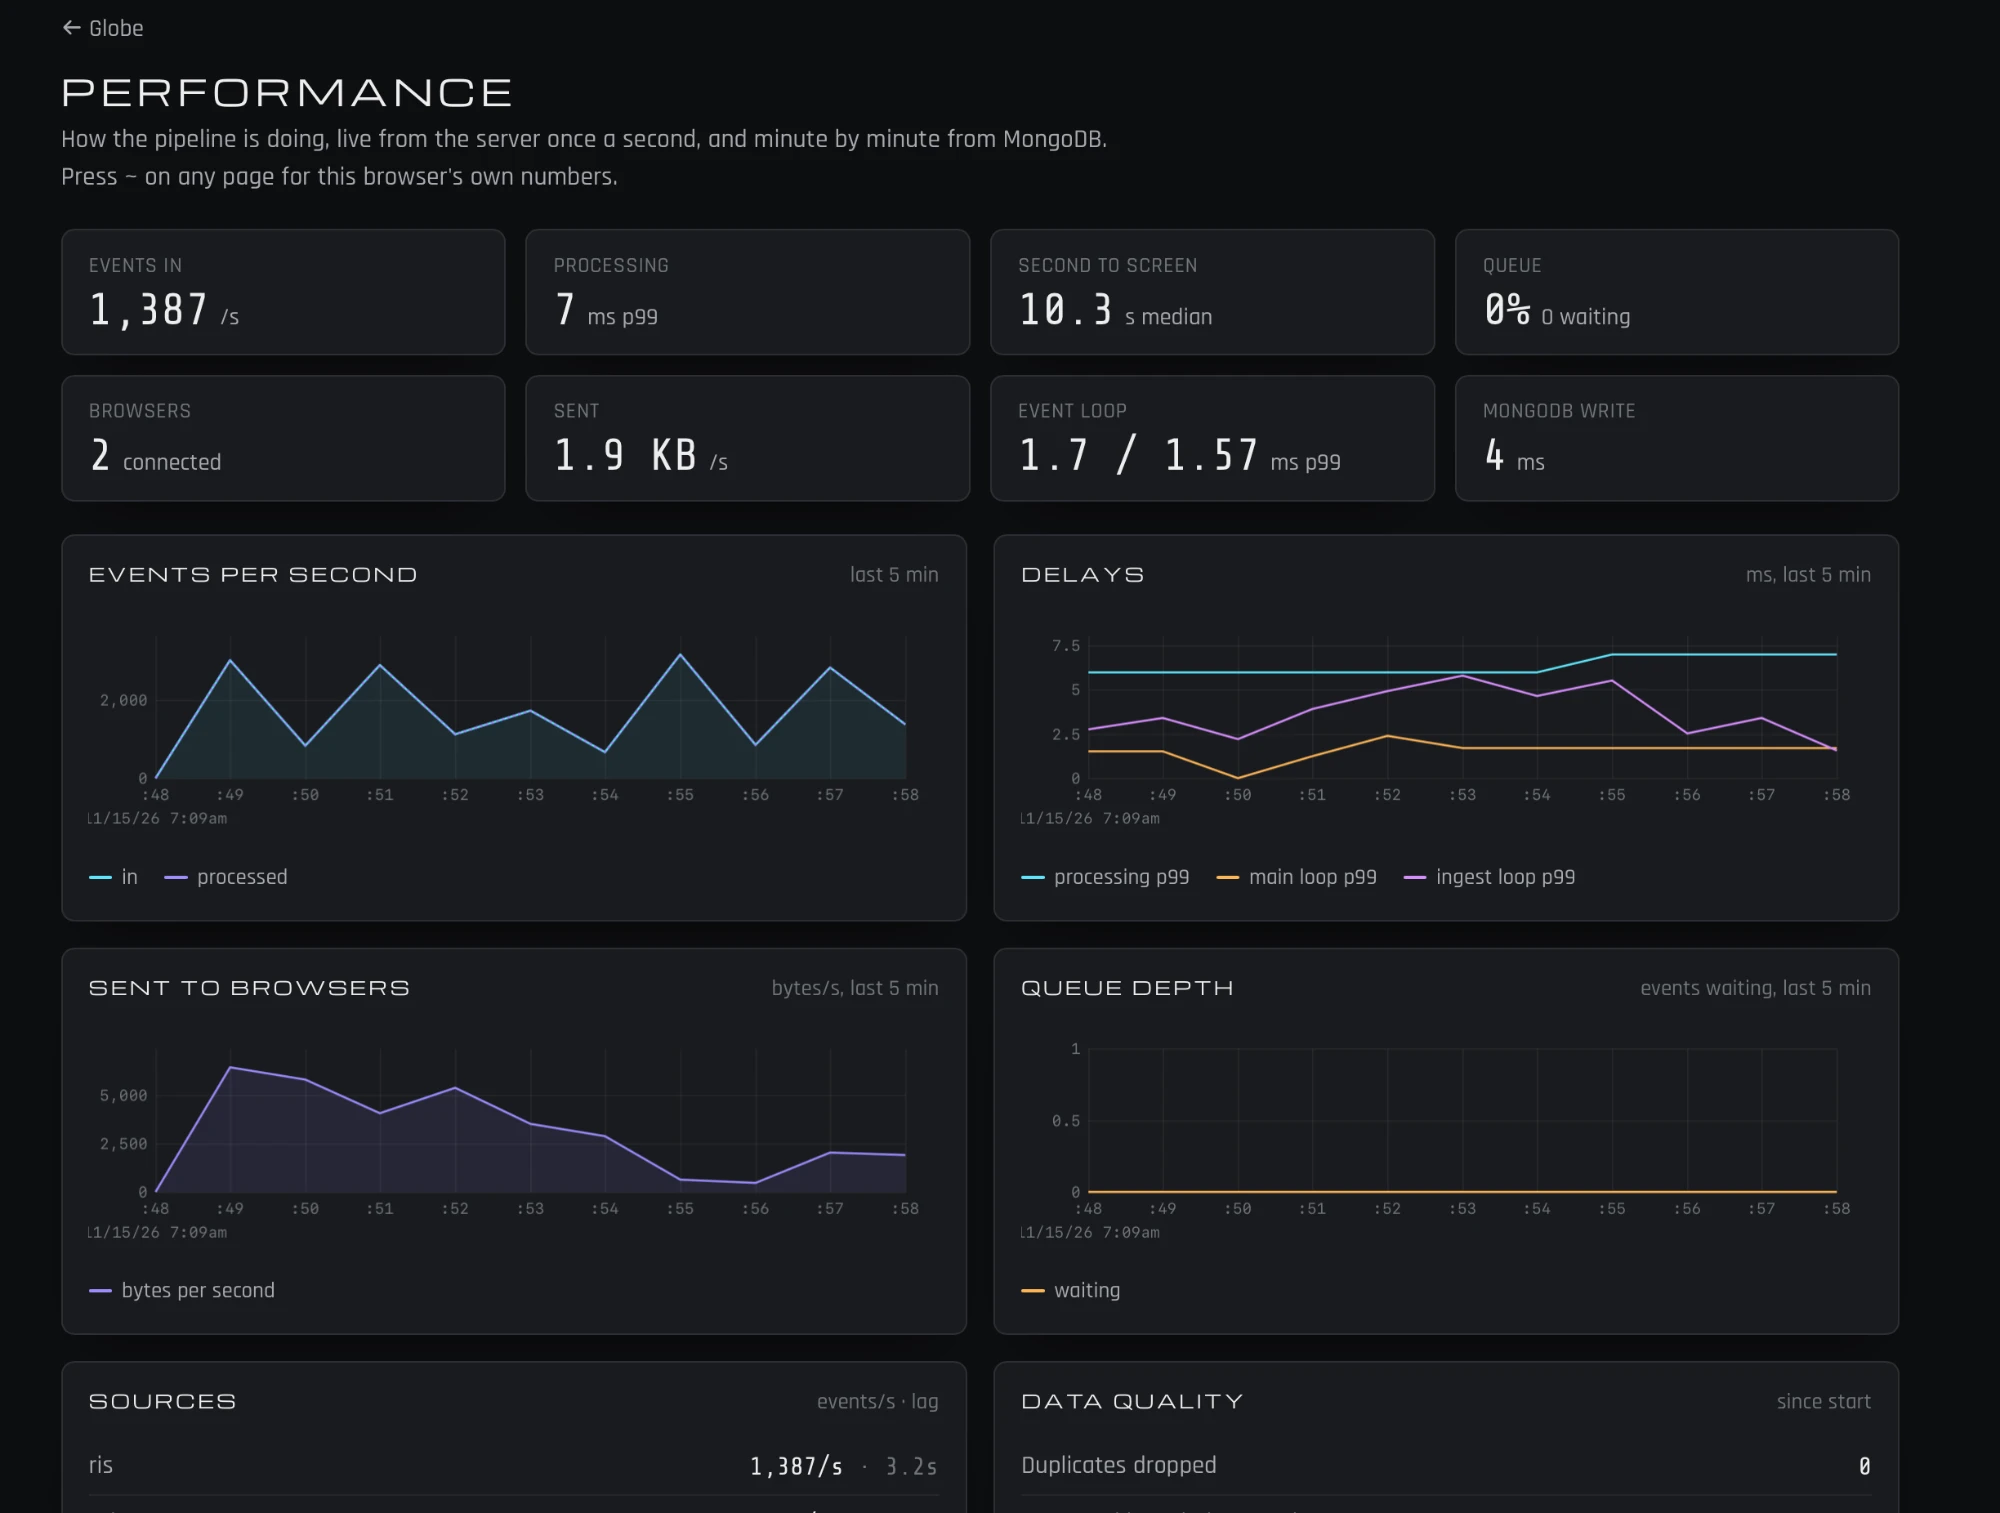 ← Globe
PERFORMANCE
How the pipeline is doing, live from the server once a second, and minute by minute from MongoDB.
Press ~ on any page for this browser's own numbers.
EVENTS IN
1,387 /s
PROCESSING
7 ms p99
SECOND TO SCREEN
10.3 s median
QUEUE
0% 0 waiting
BROWSERS
2 connected
SENT
1.9 KB /s
EVENT LOOP
1.7 / 1.57 ms p99
MONGODB WRITE
4 ms
EVENTS PER SECOND
last 5 min
2,000
0
:48 :49 :50 :51 :52 :53 :54 :55 :56 :57 :58
11/15/26 7:09am
in processed
DELAYS
ms, last 5 min
7.5
5
2.5
0
:48 :49 :50 :51 :52 :53 :54 :55 :56 :57 :58
11/15/26 7:09am
processing p99 main loop p99 ingest loop p99
SENT TO BROWSERS
bytes/s, last 5 min
5,000
2,500
0
:48 :49 :50 :51 :52 :53 :54 :55 :56 :57 :58
11/15/26 7:09am
bytes per second
QUEUE DEPTH
events waiting, last 5 min
1
0.5
0
:48 :49 :50 :51 :52 :53 :54 :55 :56 :57 :58
11/15/26 7:09am
waiting
SOURCES
events/s · lag
ris
1,387/s · 3.2s
DATA QUALITY
since start
Duplicates dropped
0